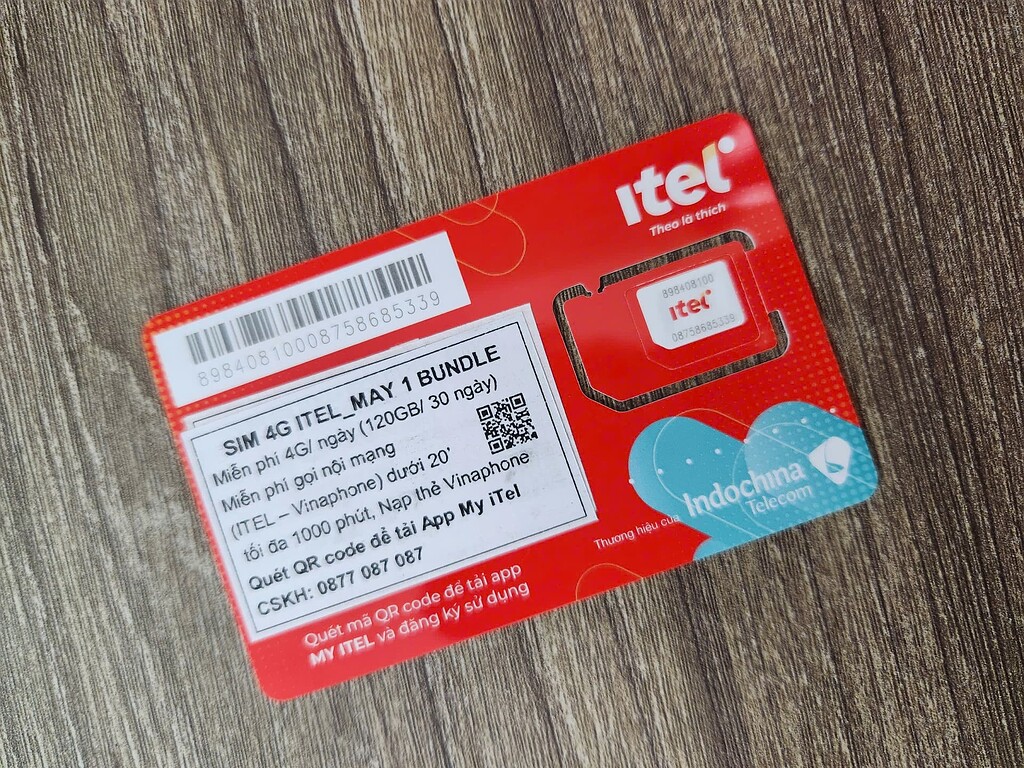 ıtel
Theo là thích
8984081000875868533​9
SIM 4G ITEL_MAY 1 BUNDLE
Miễn phí 4G/ ngày (120GB/ 30 ngày)
Miễn phí gọi nội mạng
(ITEL – Vinaphone) dưới 20'
tối đa 1000 phút, Nạp thẻ Vinaphone
Quét QR code để tải App My iTel
CSKH: 0877 087 087
Quét mã QR code để tải app
MY ITEL và đăng ký sử dụng
898408100
ıtel
08758685339
Thương hiệu của
Indochina
Telecom